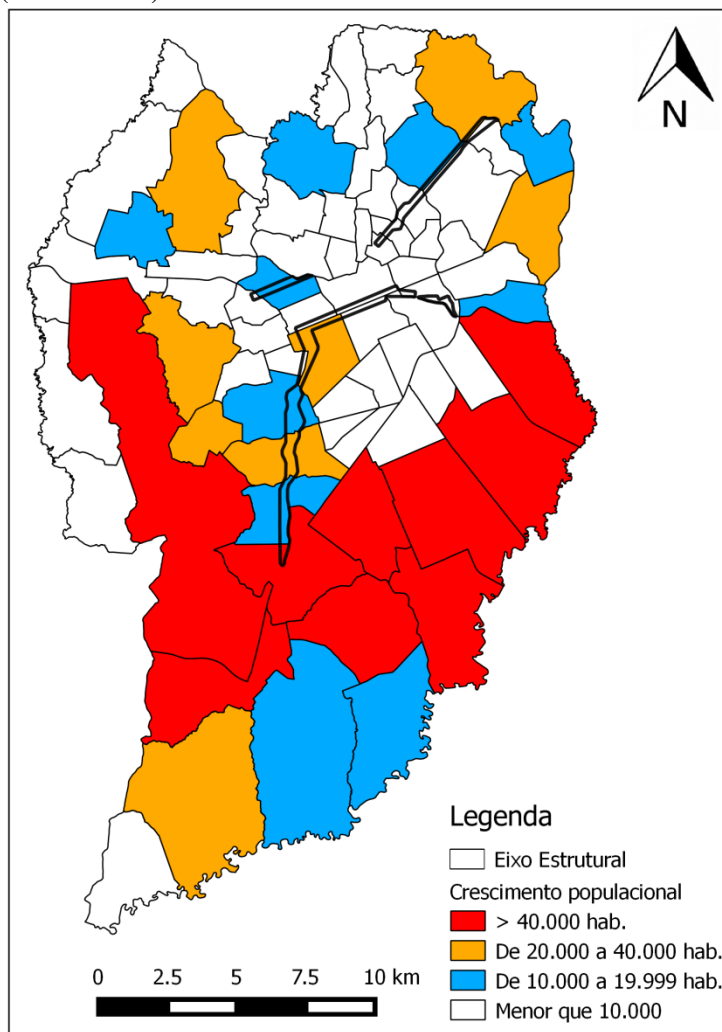 N
Legenda
Eixo Estrutural
Crescimento populacional
> 40.000 hab.
De 20.000 a 40.000 hab.
De 10.000 a 19.999 hab.
Menor que 10.000
0 2.5 5 7.5 10 km